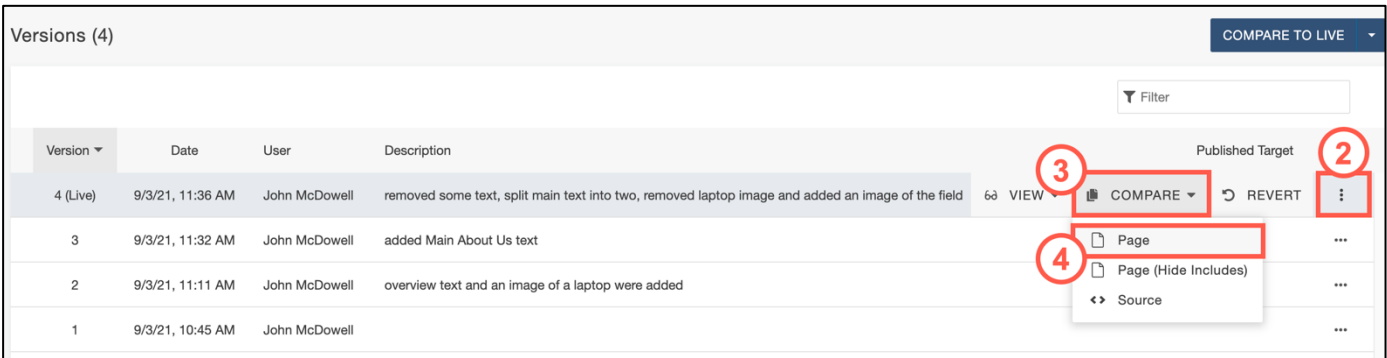 Versions (4)
COMPARE TO LIVE
Filter
Version Date User Description Published Target
2
3
4 (Live) 9/3/21, 11:36 AM John McDowell removed some text, split main text into two, removed laptop image and added an image of the field VIEW COMPARE REVERT
3 9/3/21, 11:32 AM John McDowell added Main About Us text
Page
4
2 9/3/21, 11:11 AM John McDowell overview text and an image of a laptop were added
Page (Hide Includes)
Source
1 9/3/21, 10:45 AM John McDowell